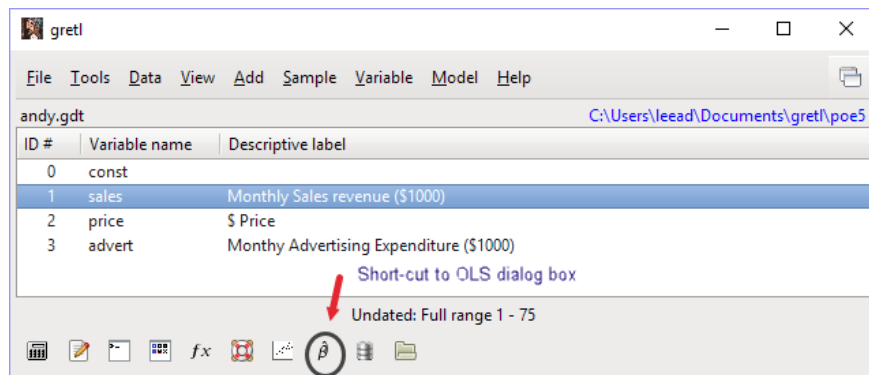 gretl
File Tools Data View Add Sample Variable Model Help
andy.gdt C:\Users\leead\Documents\gretl\poe5
ID # Variable name Descriptive label
0 const
1 sales Monthly Sales revenue ($1000)
2 price $ Price
3 advert Monthy Advertising Expenditure ($1000)
Short-cut to OLS dialog box
Undated: Full range 1 - 75
fx β̂